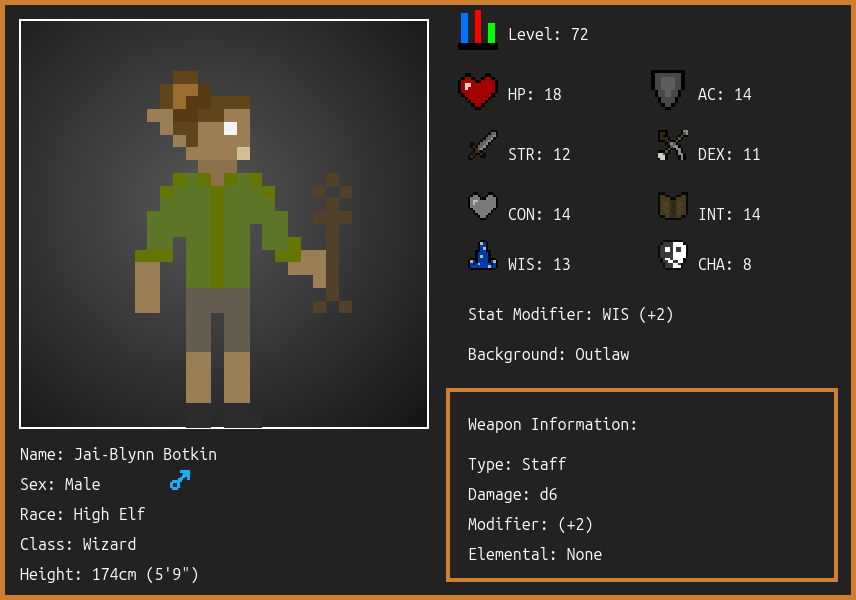 Level: 72
HP: 18
AC: 14
STR: 12
DEX: 11
CON: 14
INT: 14
WIS: 13
CHA: 8
Stat Modifier: WIS (+2)
Background: Outlaw
Weapon Information:
Type: Staff
Damage: d6
Modifier: (+2)
Elemental: None
Name: Jai-Blynn Botkin
Sex: Male
Race: High Elf
Class: Wizard
Height: 174cm (5'9")